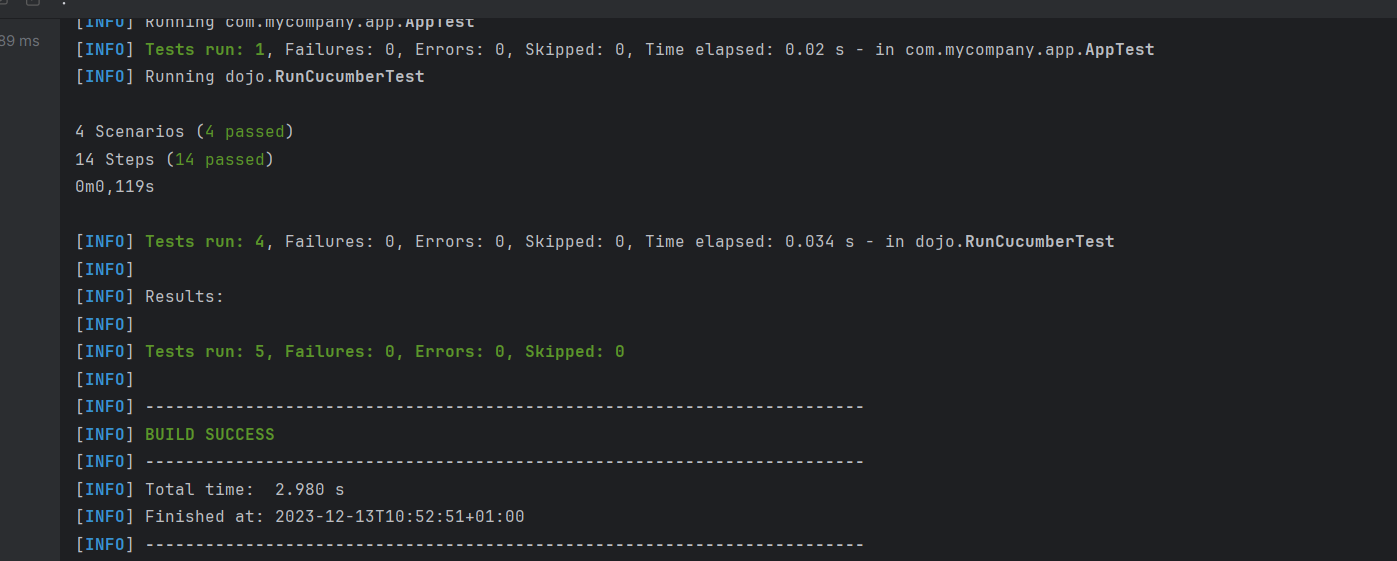 [INFO] Running com.mycompany.app.AppTest
89 ms
[INFO] Tests run: 1, Failures: 0, Errors: 0, Skipped: 0, Time elapsed: 0.02 s - in com.mycompany.app.AppTest
[INFO] Running dojo.RunCucumberTest
4 Scenarios (4 passed)
14 Steps (14 passed)
0m0,119s
[INFO] Tests run: 4, Failures: 0, Errors: 0, Skipped: 0, Time elapsed: 0.034 s - in dojo.RunCucumberTest
[INFO]
[INFO] Results:
[INFO]
[INFO] Tests run: 5, Failures: 0, Errors: 0, Skipped: 0
[INFO]
[INFO] ------------------------------------------------------------------------
[INFO] BUILD SUCCESS
[INFO] ------------------------------------------------------------------------
[INFO] Total time:  2.980 s
[INFO] Finished at: 2023-12-13T10:52:51+01:00
[INFO] ------------------------------------------------------------------------